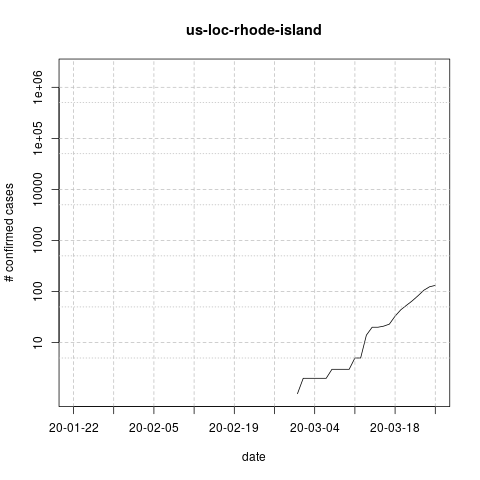 us-loc-rhode-island
# confirmed cases
1e+06
1e+05
10000
1000
100
10
20-01-22 20-02-05 20-02-19 20-03-04 20-03-18
date